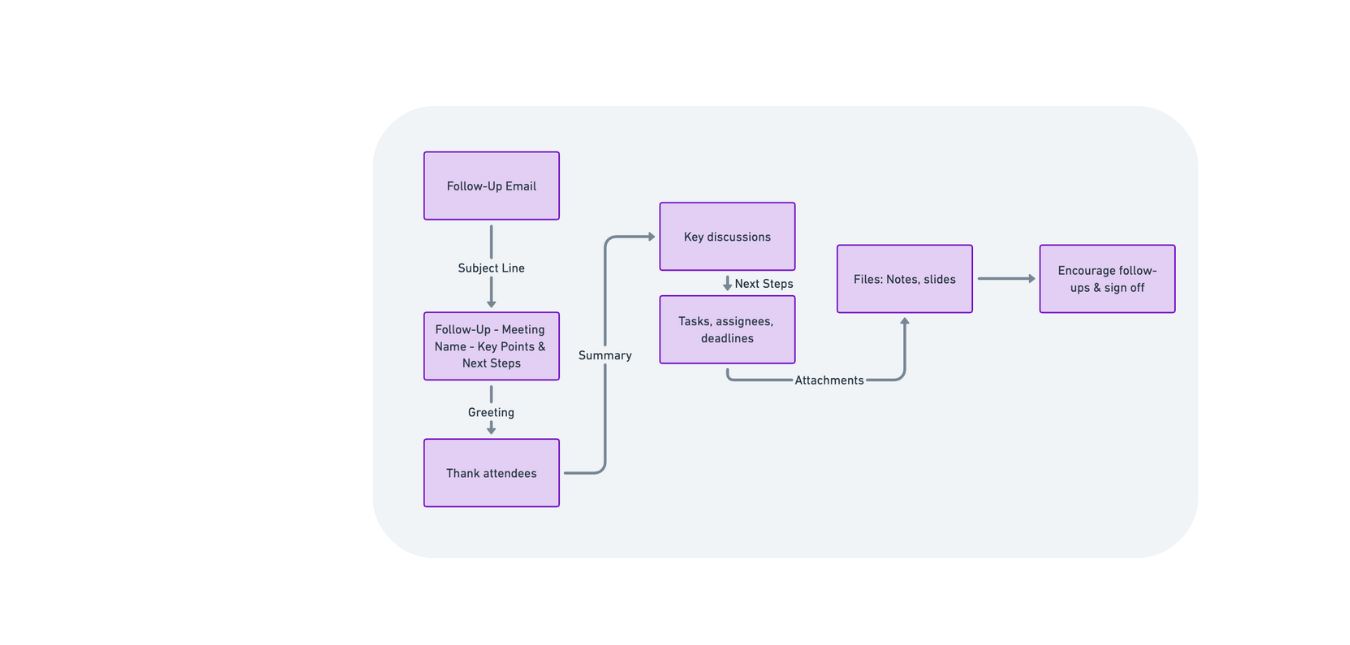 Follow-Up Email
Subject Line
Follow-Up - Meeting
Name - Key Points &
Next Steps
Greeting
Thank attendees
Summary
Key discussions
Next Steps
Tasks, assignees,
deadlines
Attachments
Files: Notes, slides
Encourage follow-
ups & sign off